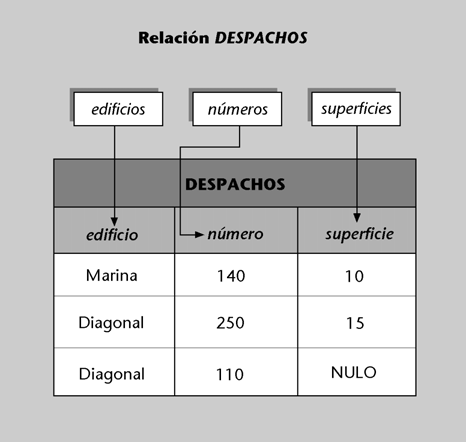 Relación DESPACHOS
edificios números superficies
DESPACHOS
edificio número superficie
Marina 140 10
Diagonal 250 15
Diagonal 110 NULO